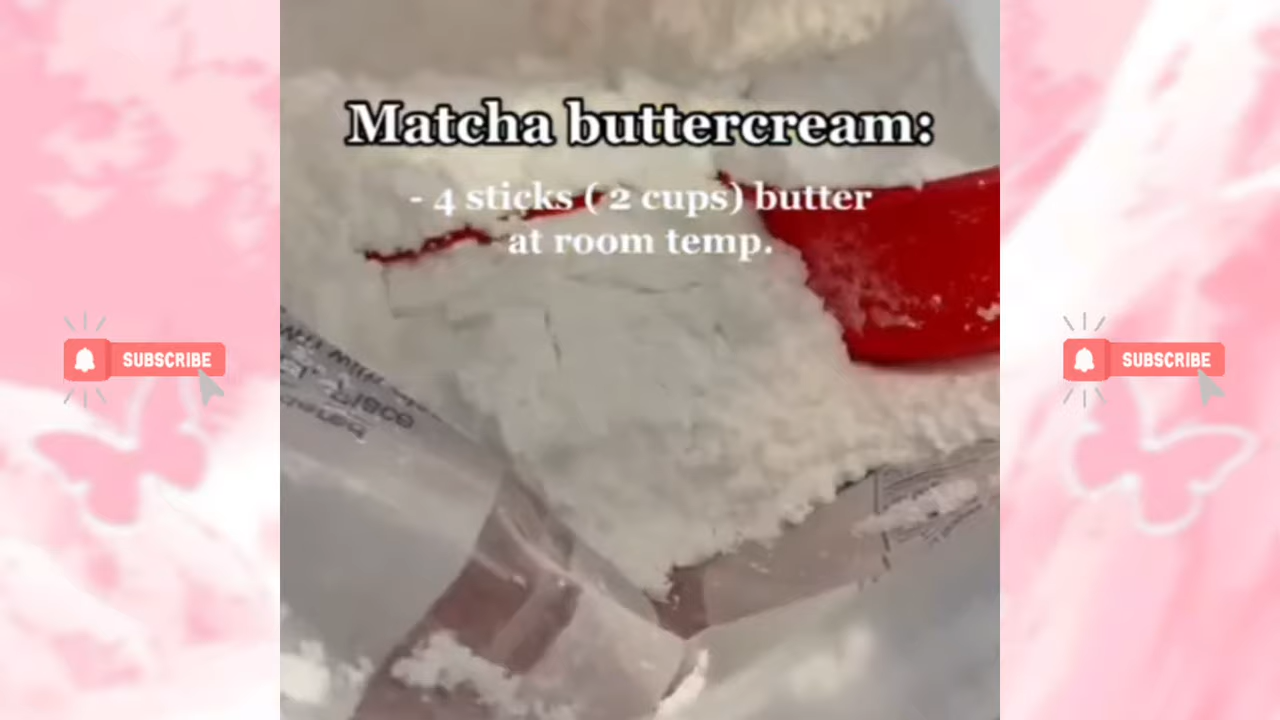 Matcha buttercream:
- 4 sticks ( 2 cups) butter
at room temp.
SUBSCRIBE
SUBSCRIBE